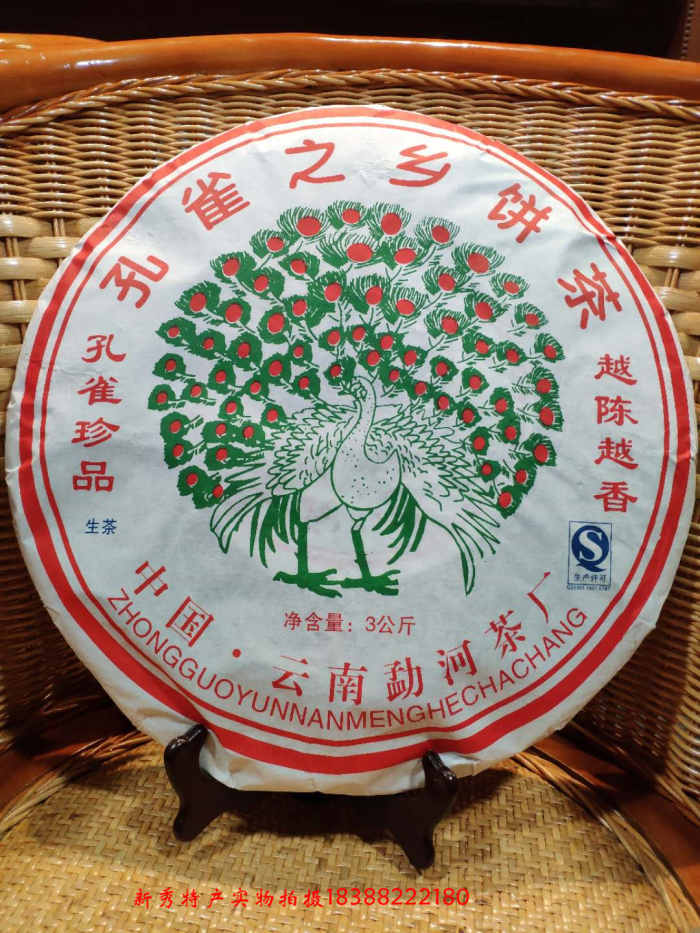 孔雀之乡饼茶
孔雀珍品
越陈越香
生茶
生产许可
净含量：3公斤
中国·云南勐河茶厂
ZHONGGUOYUNNANMENGHECHACHANG
新秀特产实物拍摄18388222180